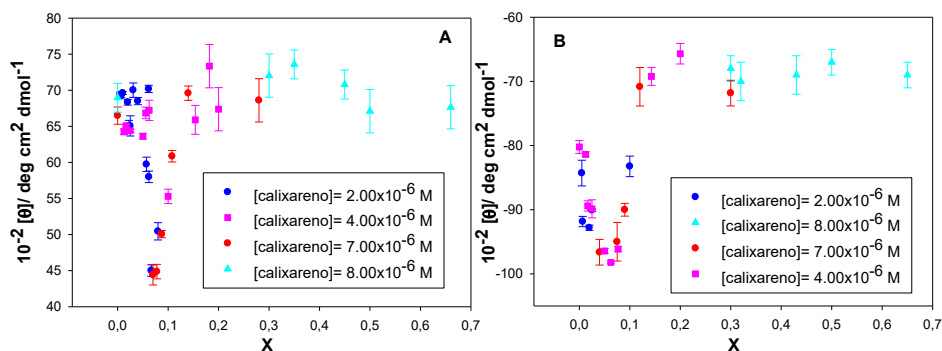 A
10⁻² [θ]/ deg cm² dmol⁻¹
80
75
70
65
60
55
50
45
40
[calixareno]= 2.00x10⁻⁶ M
[calixareno]= 4.00x10⁻⁶ M
[calixareno]= 7.00x10⁻⁶ M
[calixareno]= 8.00x10⁻⁶ M
0,0 0,1 0,2 0,3 0,4 0,5 0,6 0,7
X
B
10⁻² [θ]/ deg cm² dmol⁻¹
-60
-70
-80
-90
-100
[calixareno]= 2.00x10⁻⁶ M
[calixareno]= 8.00x10⁻⁶ M
[calixareno]= 7.00x10⁻⁶ M
[calixareno]= 4.00x10⁻⁶ M
0,0 0,1 0,2 0,3 0,4 0,5 0,6 0,7
X